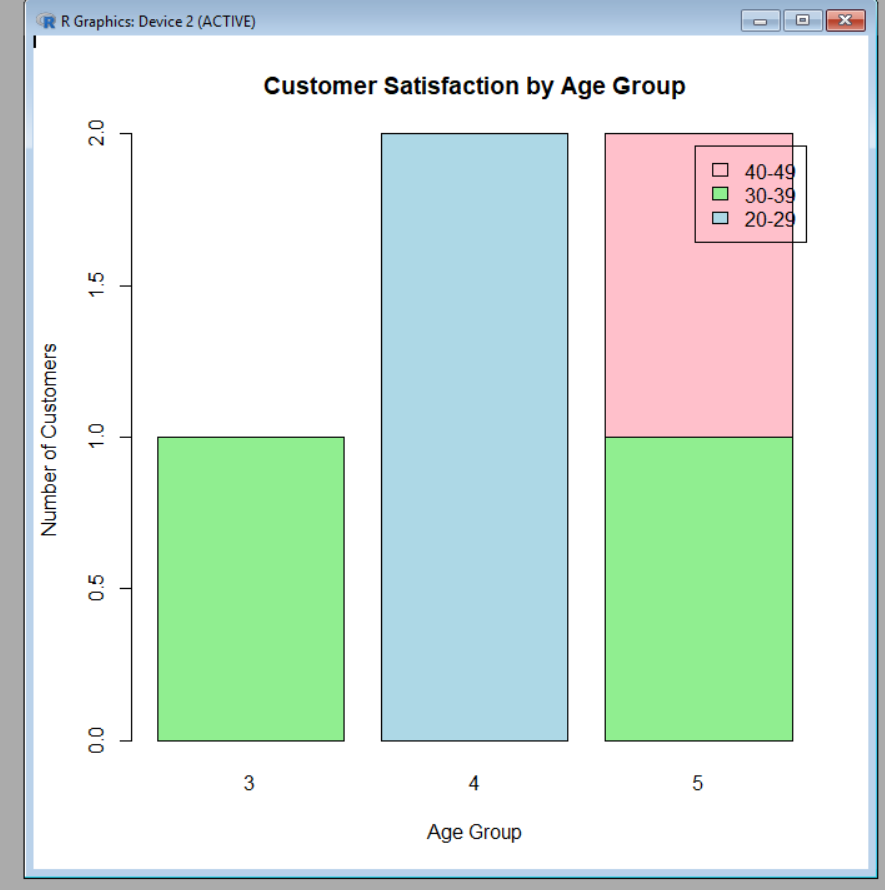 R Graphics: Device 2 (ACTIVE)
Customer Satisfaction by Age Group
2.0
1.5
1.0
0.5
0.0
Number of Customers
40-49
30-39
20-29
3
4
5
Age Group